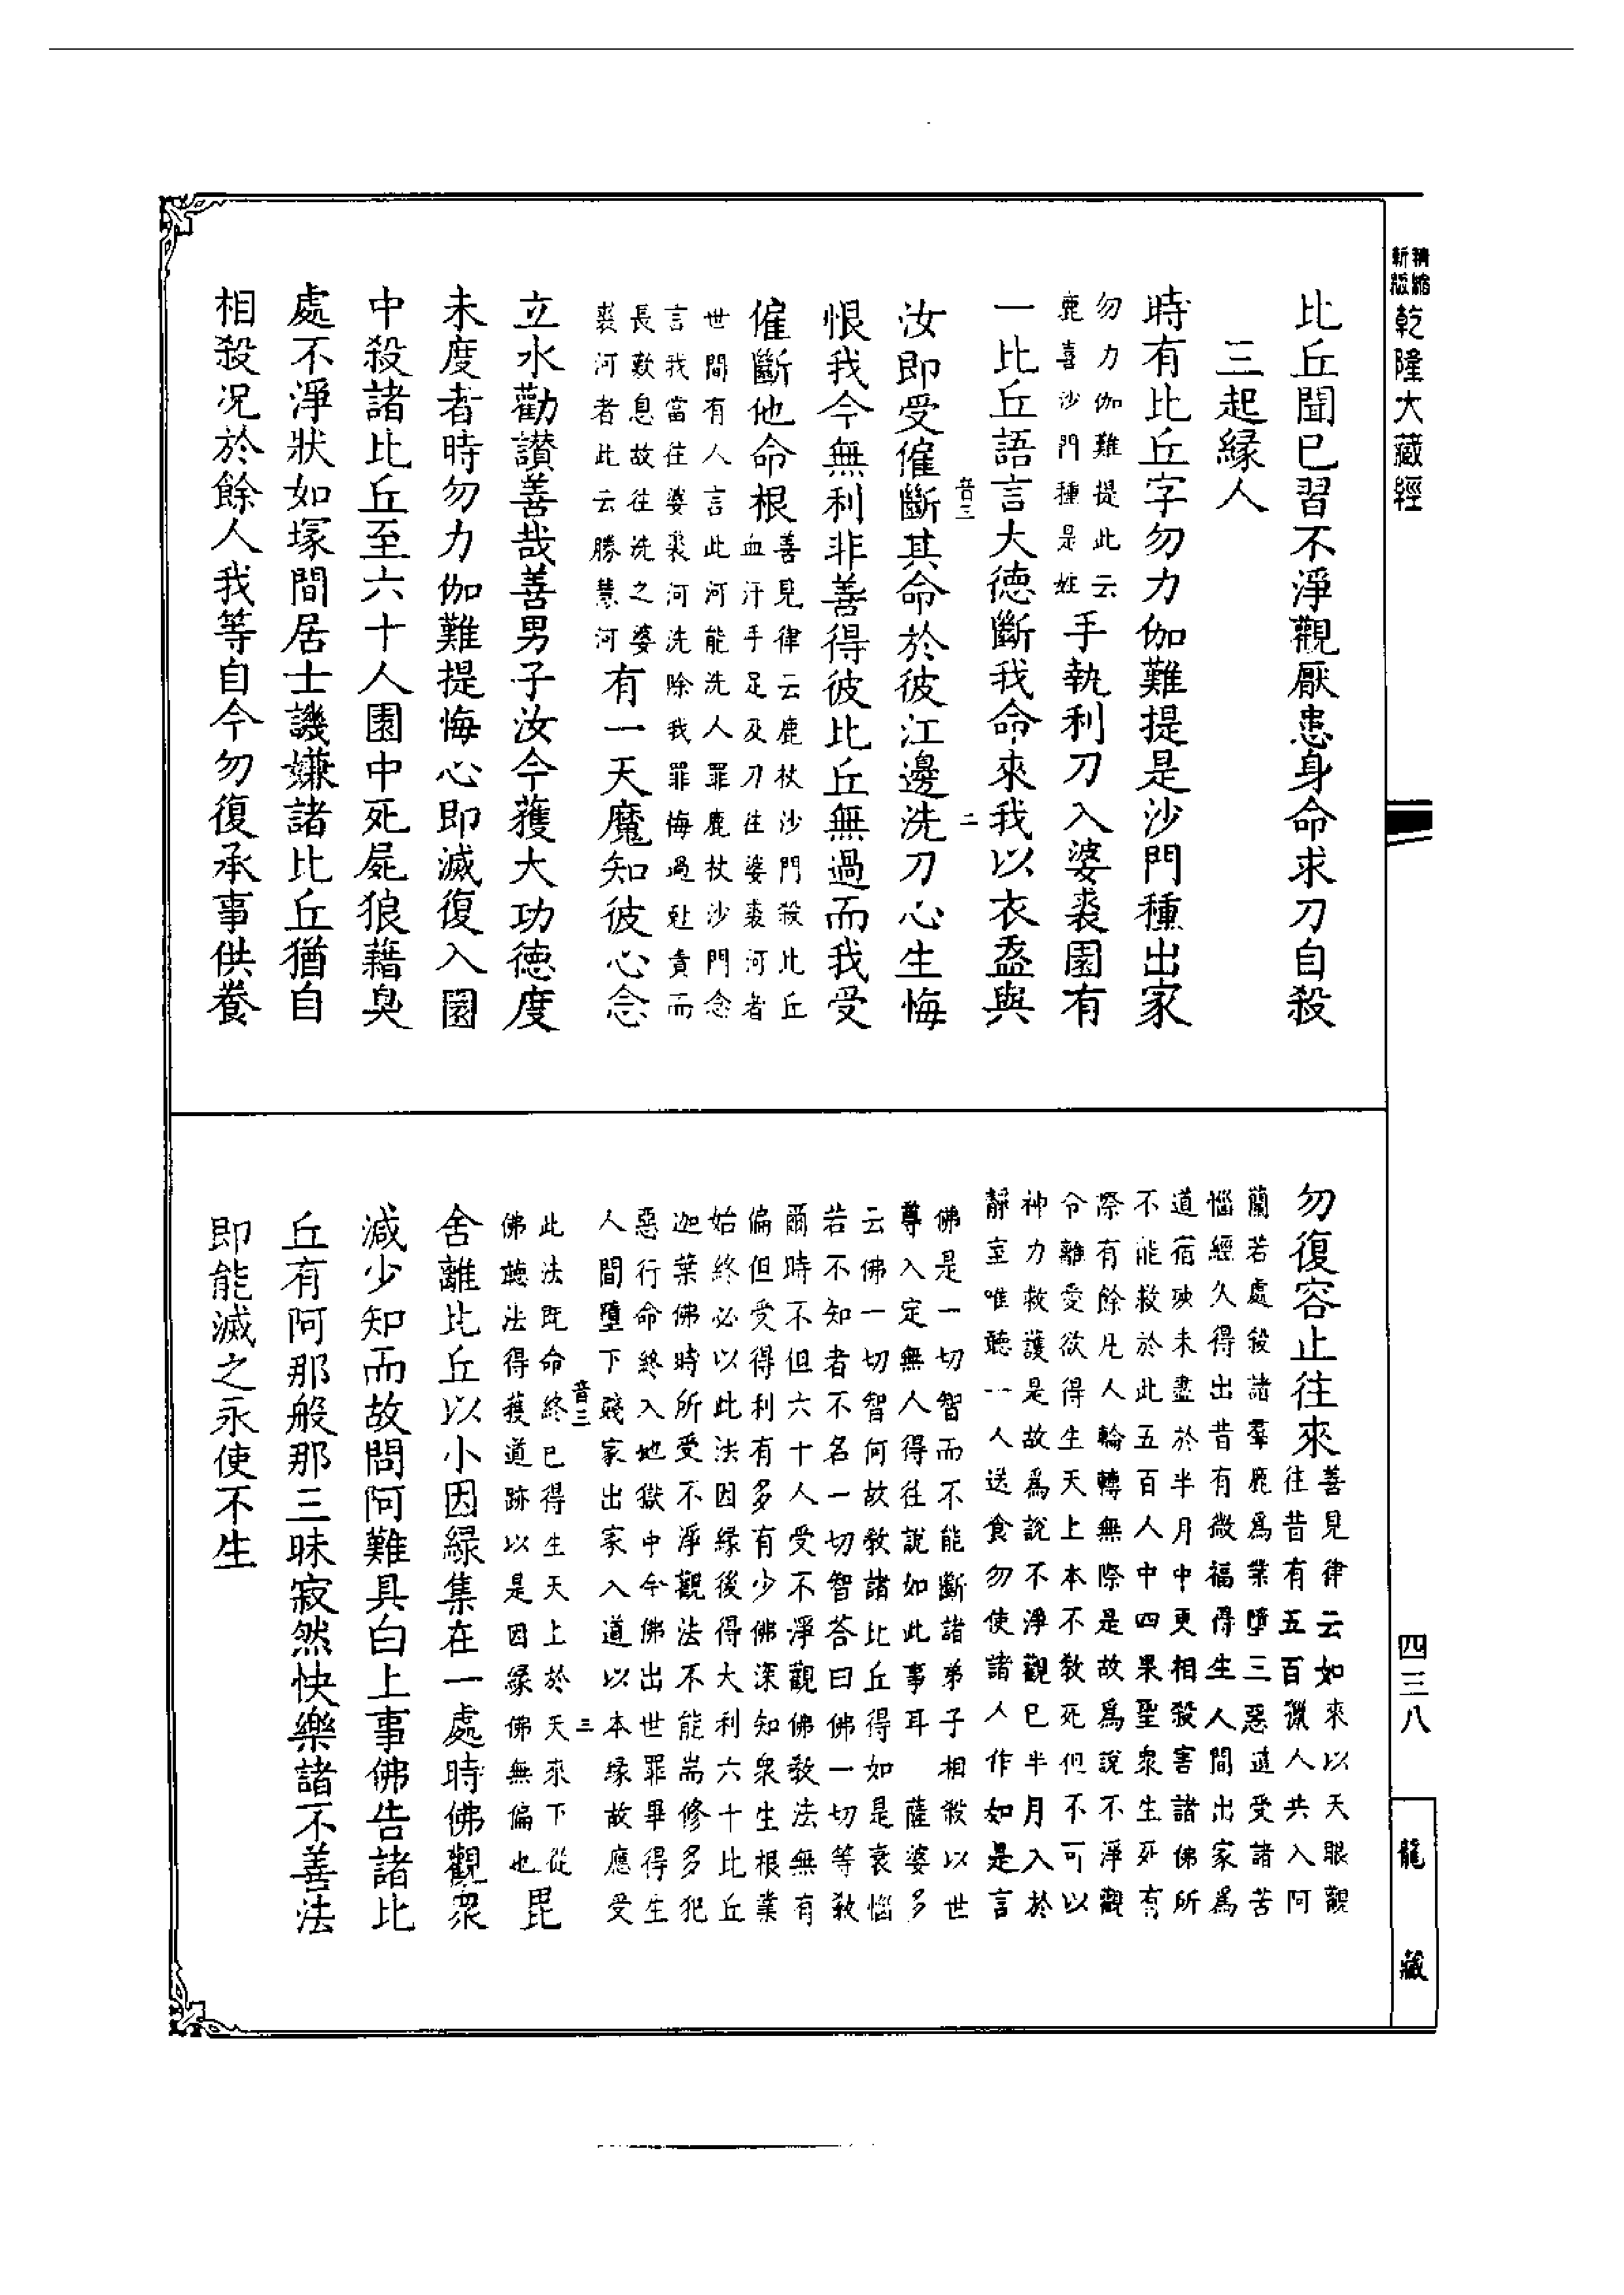 精縮新版乾隆大藏經
比丘聞已習不淨觀厭患身命求刀自殺
三起緣人
時有比丘字勿力伽難提是沙門種出家
勿力伽難提此云
鹿喜沙門種是姓
手執利刀入婆裘園有
一比丘語言大德斷我命來我以衣盋與
汝即受僱斷其命於彼江邊洗刀心生悔
音三
二
恨我今無利非善得彼比丘無過而我受
僱斷他命根
善見律云鹿杖沙門殺比丘
血汙手足及刀往婆裘河者
世間有人言此河能洗人罪鹿杖沙門念
言我當往婆裘河洗除我罪悔過赴責而
長歎息故往洗之婆
裘河者此云勝慧河
有一天魔知彼心念
立水勸讚善哉善男子汝今獲大功德度
未度者時勿力伽難提悔心即滅復入園
中殺諸比丘至六十人園中死屍狼藉臭
處不淨狀如塚間居士譏嫌諸比丘猶自
相殺况於餘人我等自今勿復承事供養
勿復容止往來
善見律云如來以天眼觀
往昔有五百獵人共入阿
蘭若處殺諸羣鹿爲業墮三惡道受諸苦
惱經久得出昔有微福得生人間出家爲
道宿殃未盡於半月中更相殺害諸佛所
不能救於此五百人中四果聖衆生死有
際有餘凡人輪轉無際是故爲說不淨觀
令離愛欲得生天上本不教死但不可以
神力救護是故爲說不淨觀已半月入於
靜室唯聽一人送食勿使諸人作如是言
佛是一切智而不能斷諸弟子相殺以世
尊入定無人得往說如此事耳　薩婆多
云佛一切智何故教諸比丘得如是衰惱
若不知者不名一切智答曰佛一切等教
爾時不但六十人受不淨觀佛教法無有
偏但受得利有多有少佛深知衆生根業
始終必以此法因緣後得大利六十比丘
迦葉佛時所受不淨觀法不能耑修多犯
惡行命終入地獄中今佛出世罪畢得生
人間墮下賤家出家入道以本緣故應受
音三
三
此法既命終已得生天上於天來下從
佛聽法得獲道跡以是因緣佛無偏也
毘
舍離比丘以小因緣集在一處時佛觀衆
減少知而故問阿難具白上事佛告諸比
丘有阿那般那三昧寂然快樂諸不善法
即能滅之永使不生
四三八
龍藏